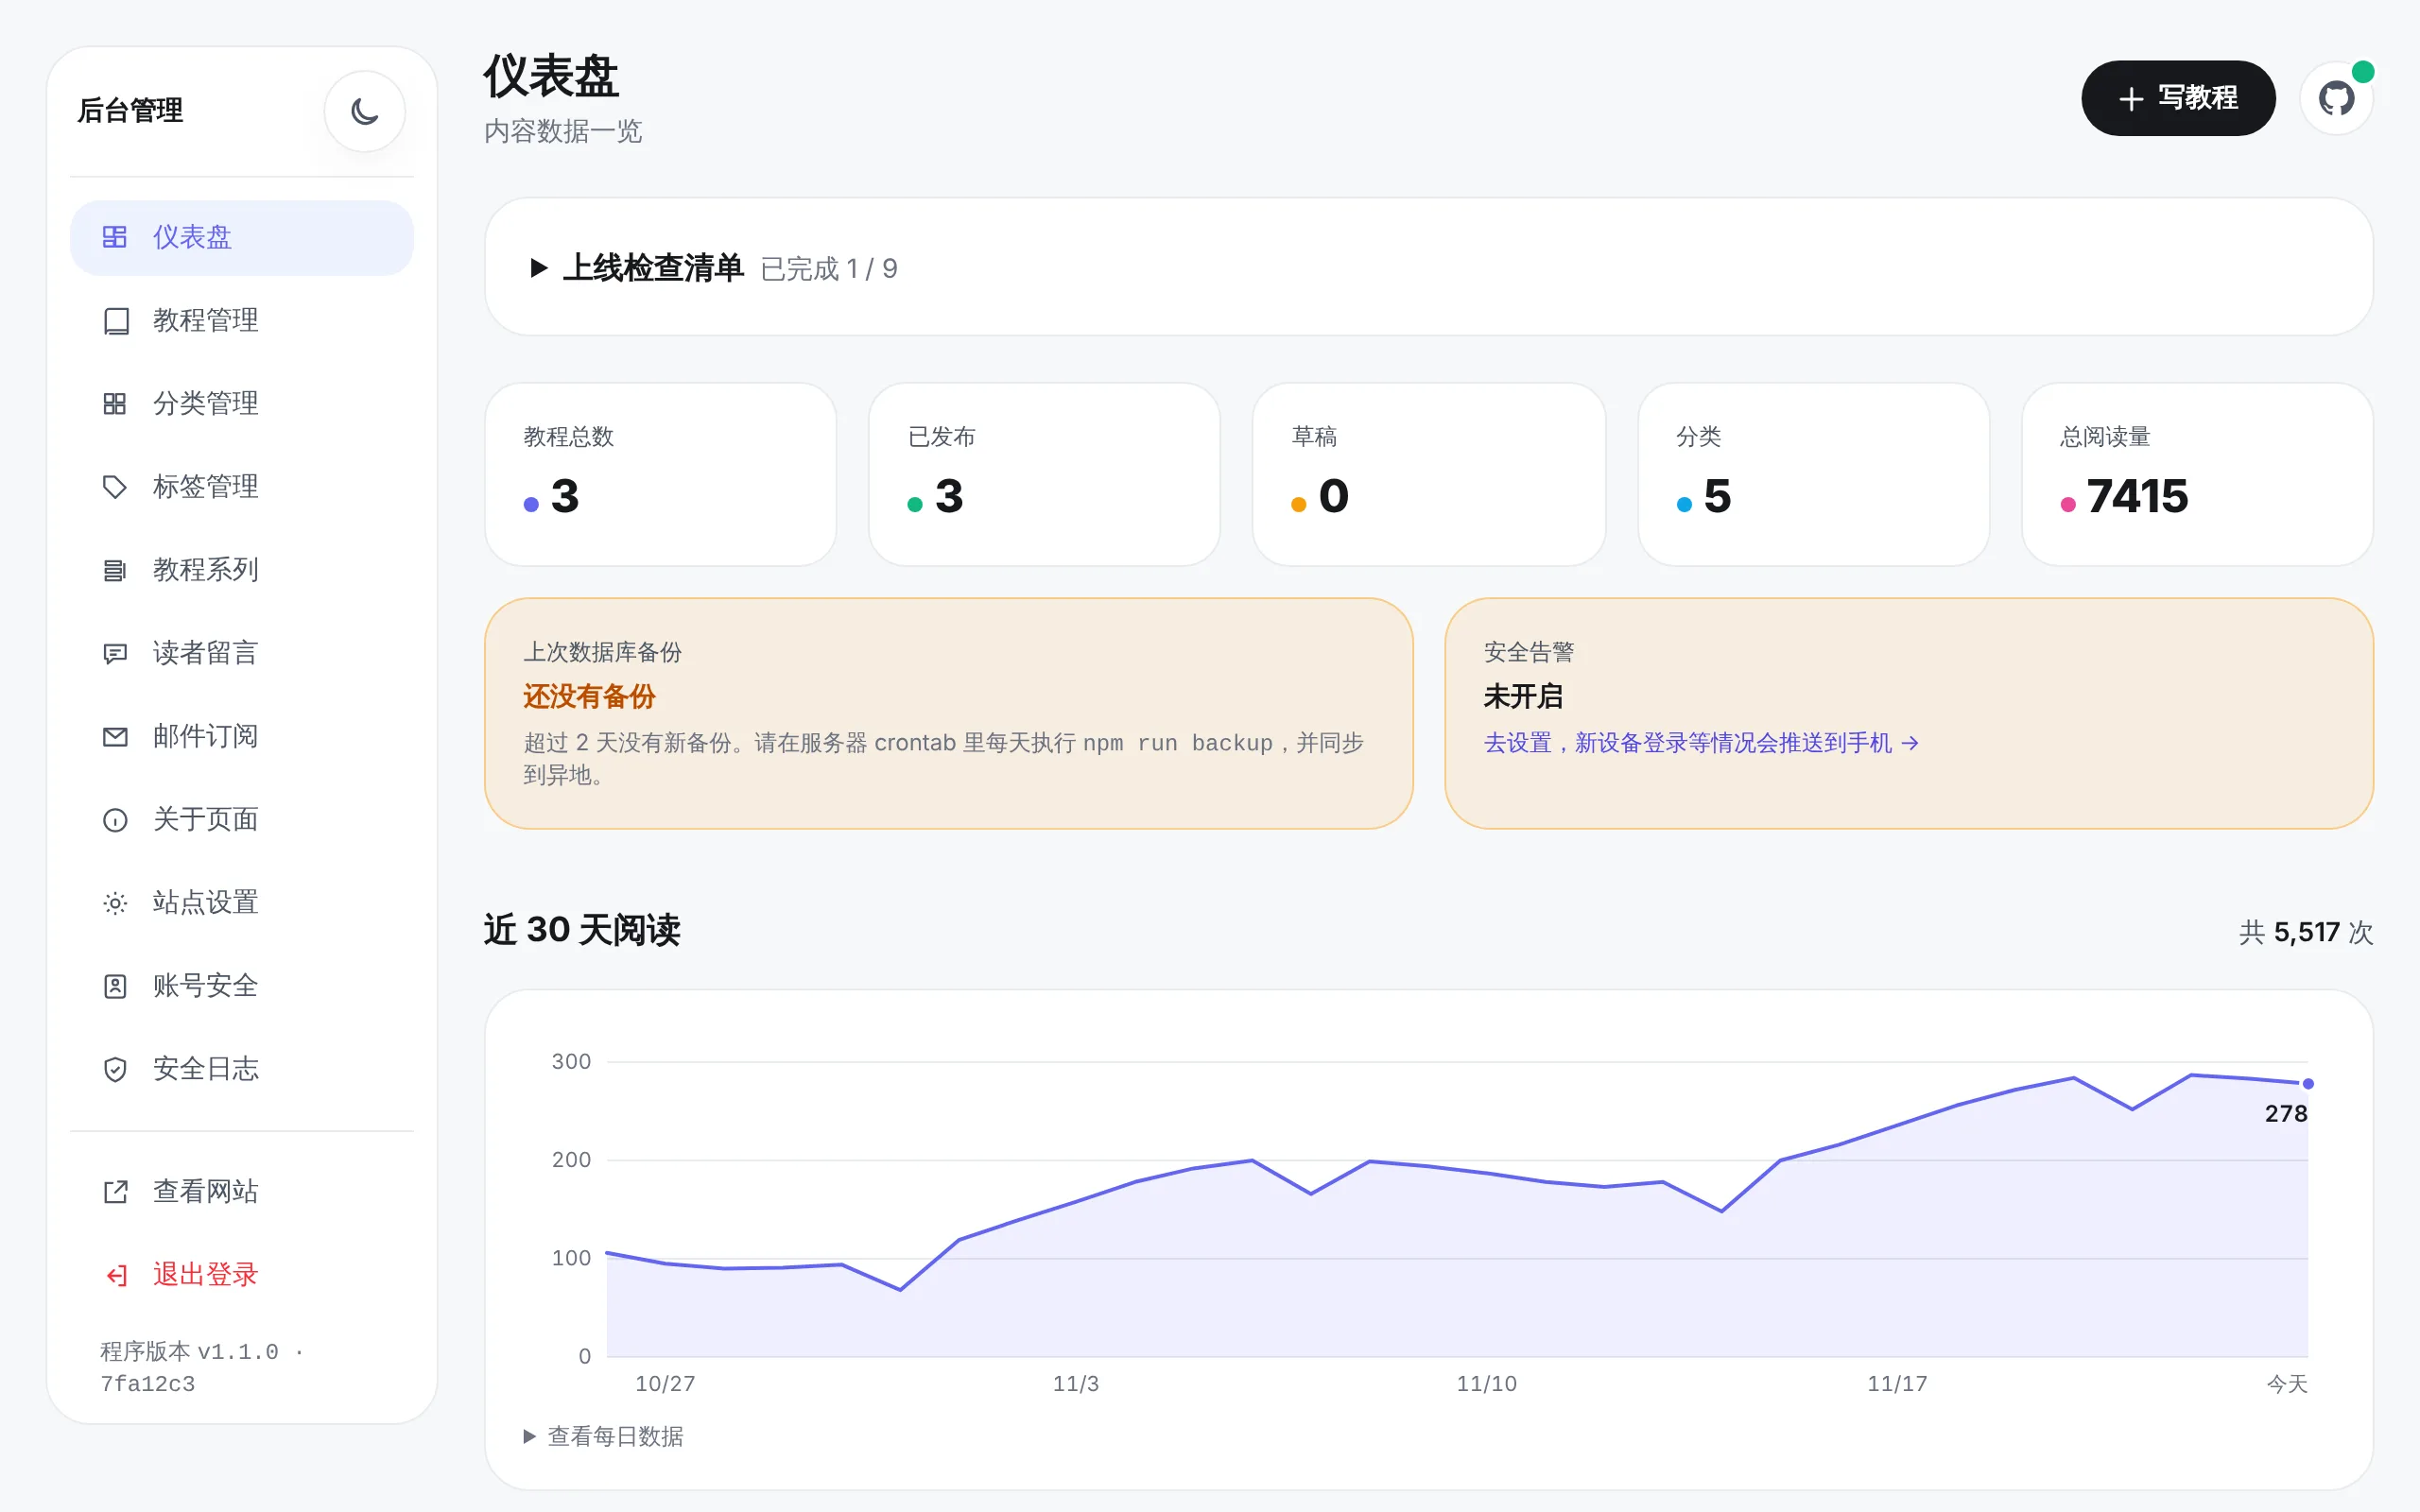 后台管理
仪表盘
教程管理
分类管理
标签管理
教程系列
读者留言
邮件订阅
关于页面
站点设置
账号安全
安全日志
查看网站
退出登录
程序版本 v1.1.0 ·
7fa12c3
仪表盘
内容数据一览
写教程
上线检查清单 已完成 1 / 9
教程总数
3
已发布
3
草稿
0
分类
5
总阅读量
7415
上次数据库备份
还没有备份
超过 2 天没有新备份。请在服务器 crontab 里每天执行 npm run backup，并同步
到异地。
安全告警
未开启
去设置，新设备登录等情况会推送到手机 →
近 30 天阅读
共 5,517 次
300
200
100
0
278
10/27 11/3 11/10 11/17 今天
查看每日数据